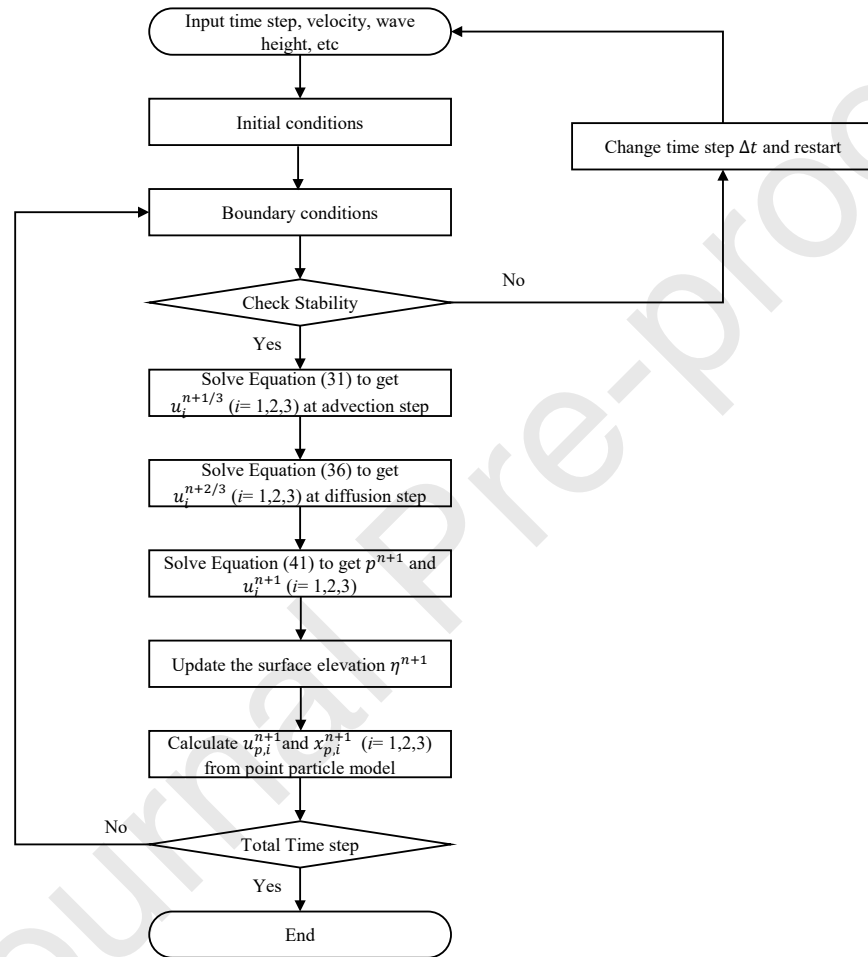 Input time step, velocity, wave
height, etc
Initial conditions
Change time step Δt and restart
Boundary conditions
Check Stability
No
Yes
Solve Equation (31) to get
u_i^{n+1/3} (i= 1,2,3) at advection step
Solve Equation (36) to get
u_i^{n+2/3} (i= 1,2,3) at diffusion step
Solve Equation (41) to get p^{n+1} and
u_i^{n+1} (i= 1,2,3)
Update the surface elevation η^{n+1}
Calculate u_{p,i}^{n+1} and x_{p,i}^{n+1} (i= 1,2,3)
from point particle model
No
Total Time step
Yes
End
ournal Pre-proo